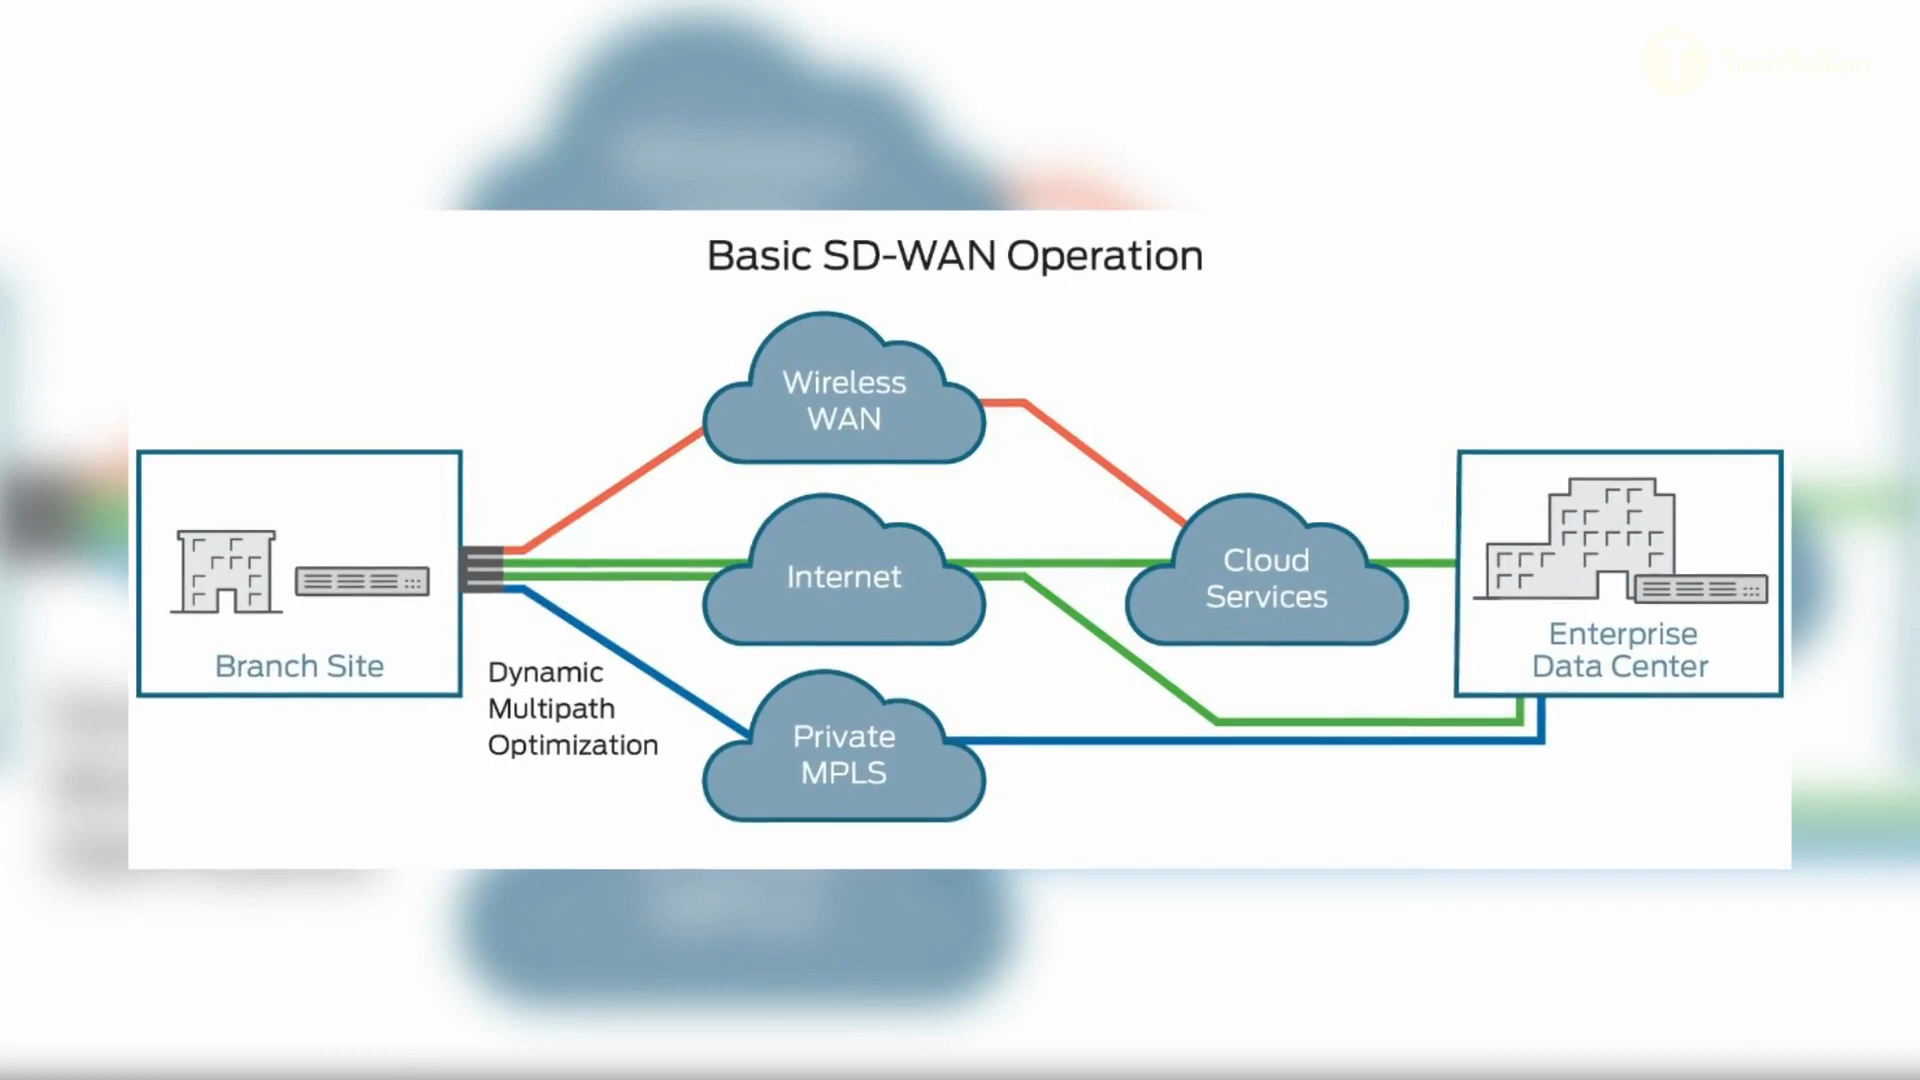 Basic SD-WAN Operation
Wireless
WAN
Internet
Cloud
Services
Branch Site
Enterprise
Data Center
Dynamic
Multipath
Optimization
Private
MPLS